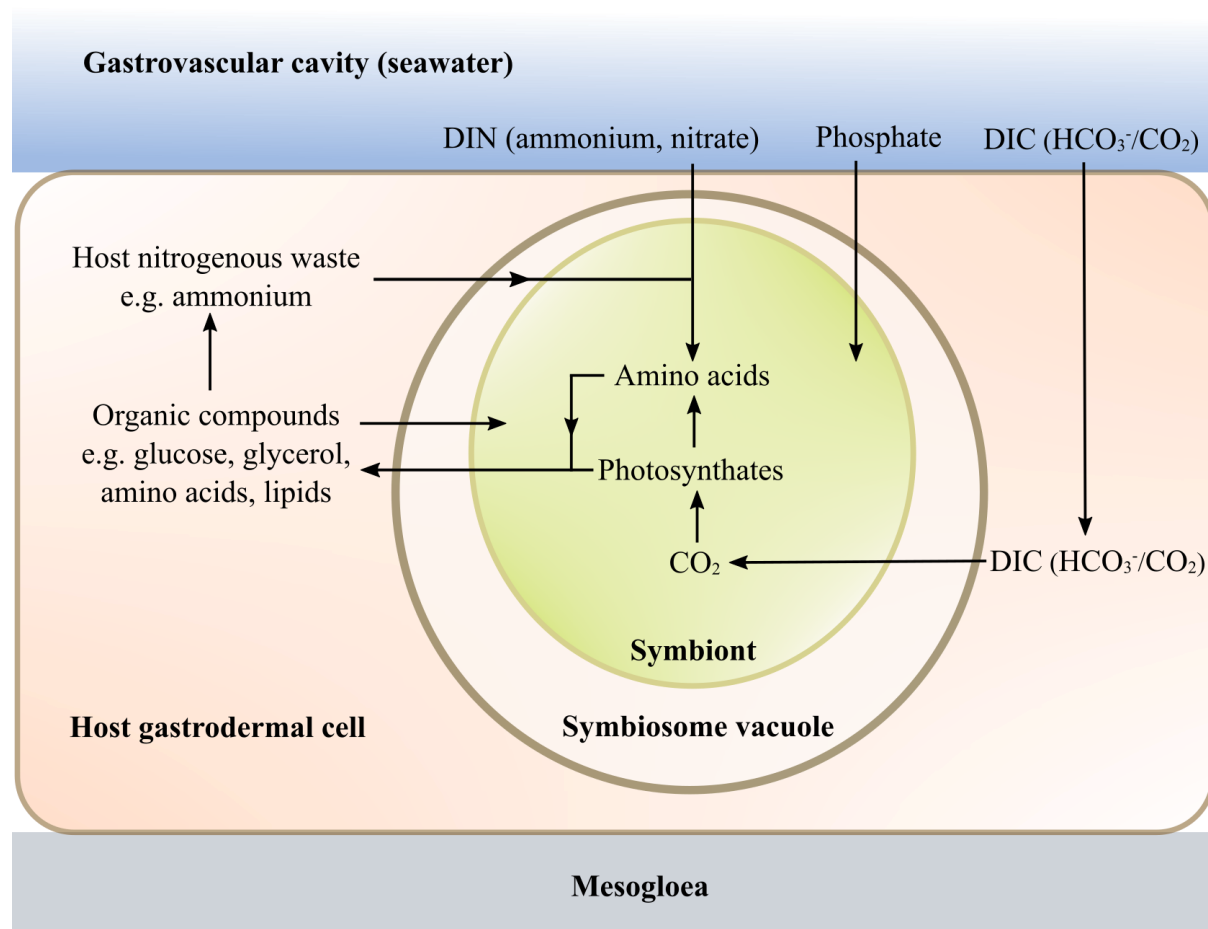 Gastrovascular cavity (seawater)
DIN (ammonium, nitrate)
Phosphate
DIC (HCO₃⁻/CO₂)
Host nitrogenous waste
e.g. ammonium
Amino acids
Organic compounds
e.g. glucose, glycerol,
amino acids, lipids
Photosynthates
CO₂
DIC (HCO₃⁻/CO₂)
Symbiont
Host gastrodermal cell
Symbiosome vacuole
Mesogloea